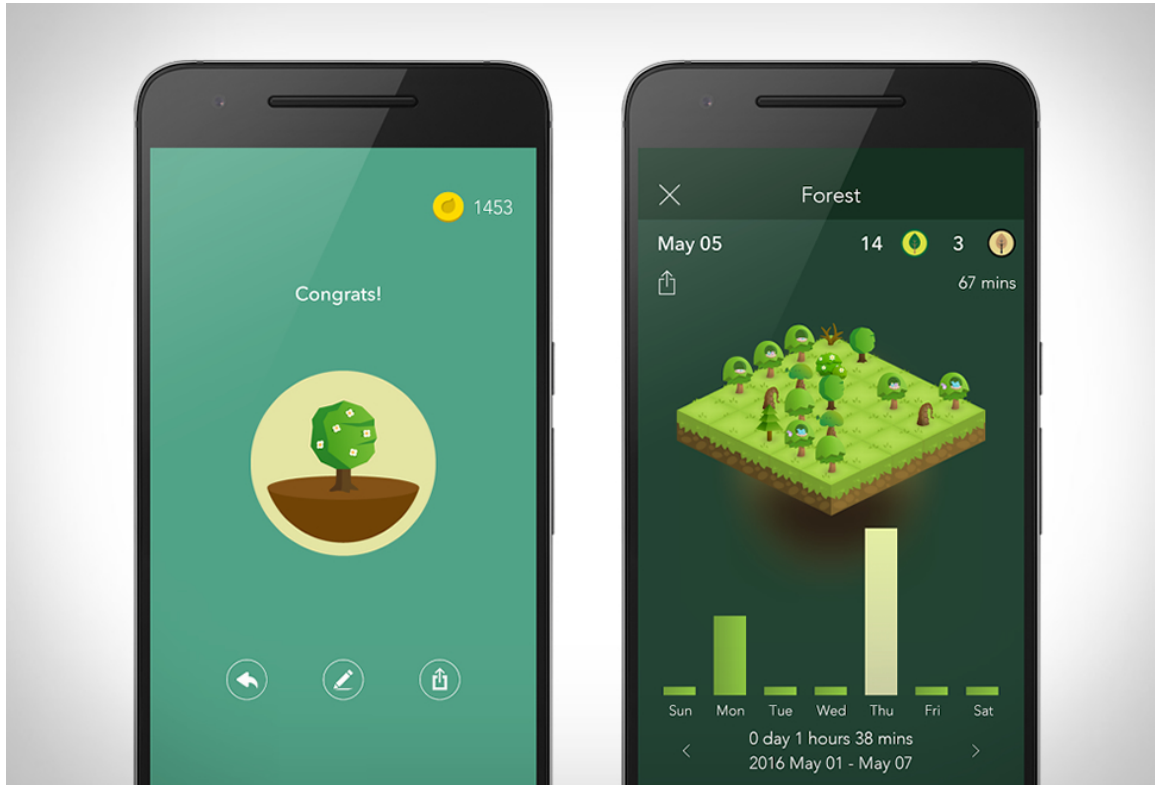 1453
Congrats!
Forest
May 05 14 3
67 mins
Sun Mon Tue Wed Thu Fri Sat
0 day 1 hours 38 mins
2016 May 01 - May 07